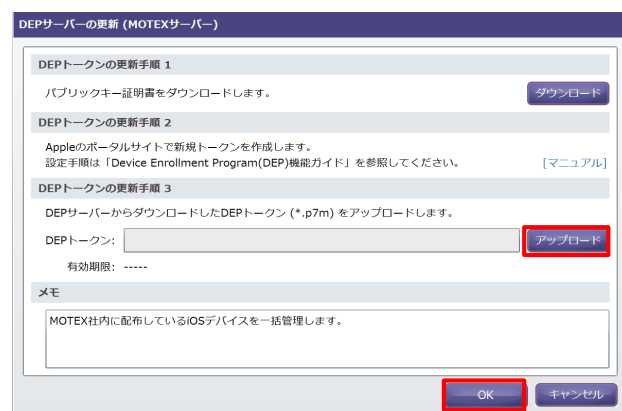 DEPサーバーの更新 (MOTEXサーバー)
DEPトークンの更新手順 1
パブリックキー証明書をダウンロードします。
ダウンロード
DEPトークンの更新手順 2
Appleのポータルサイトで新規トークンを作成します。
設定手順は「Device Enrollment Program(DEP)機能ガイド」を参照してください。
[マニュアル]
DEPトークンの更新手順 3
DEPサーバーからダウンロードしたDEPトークン (*.p7m) をアップロードします。
DEPトークン:
アップロード
有効期限: -----
メモ
MOTEX社内に配布しているiOSデバイスを一括管理します。
OK
キャンセル